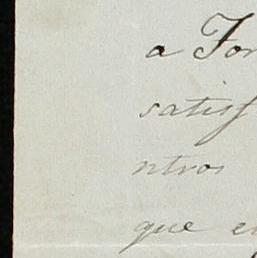 a For
satisf
ntros
que e